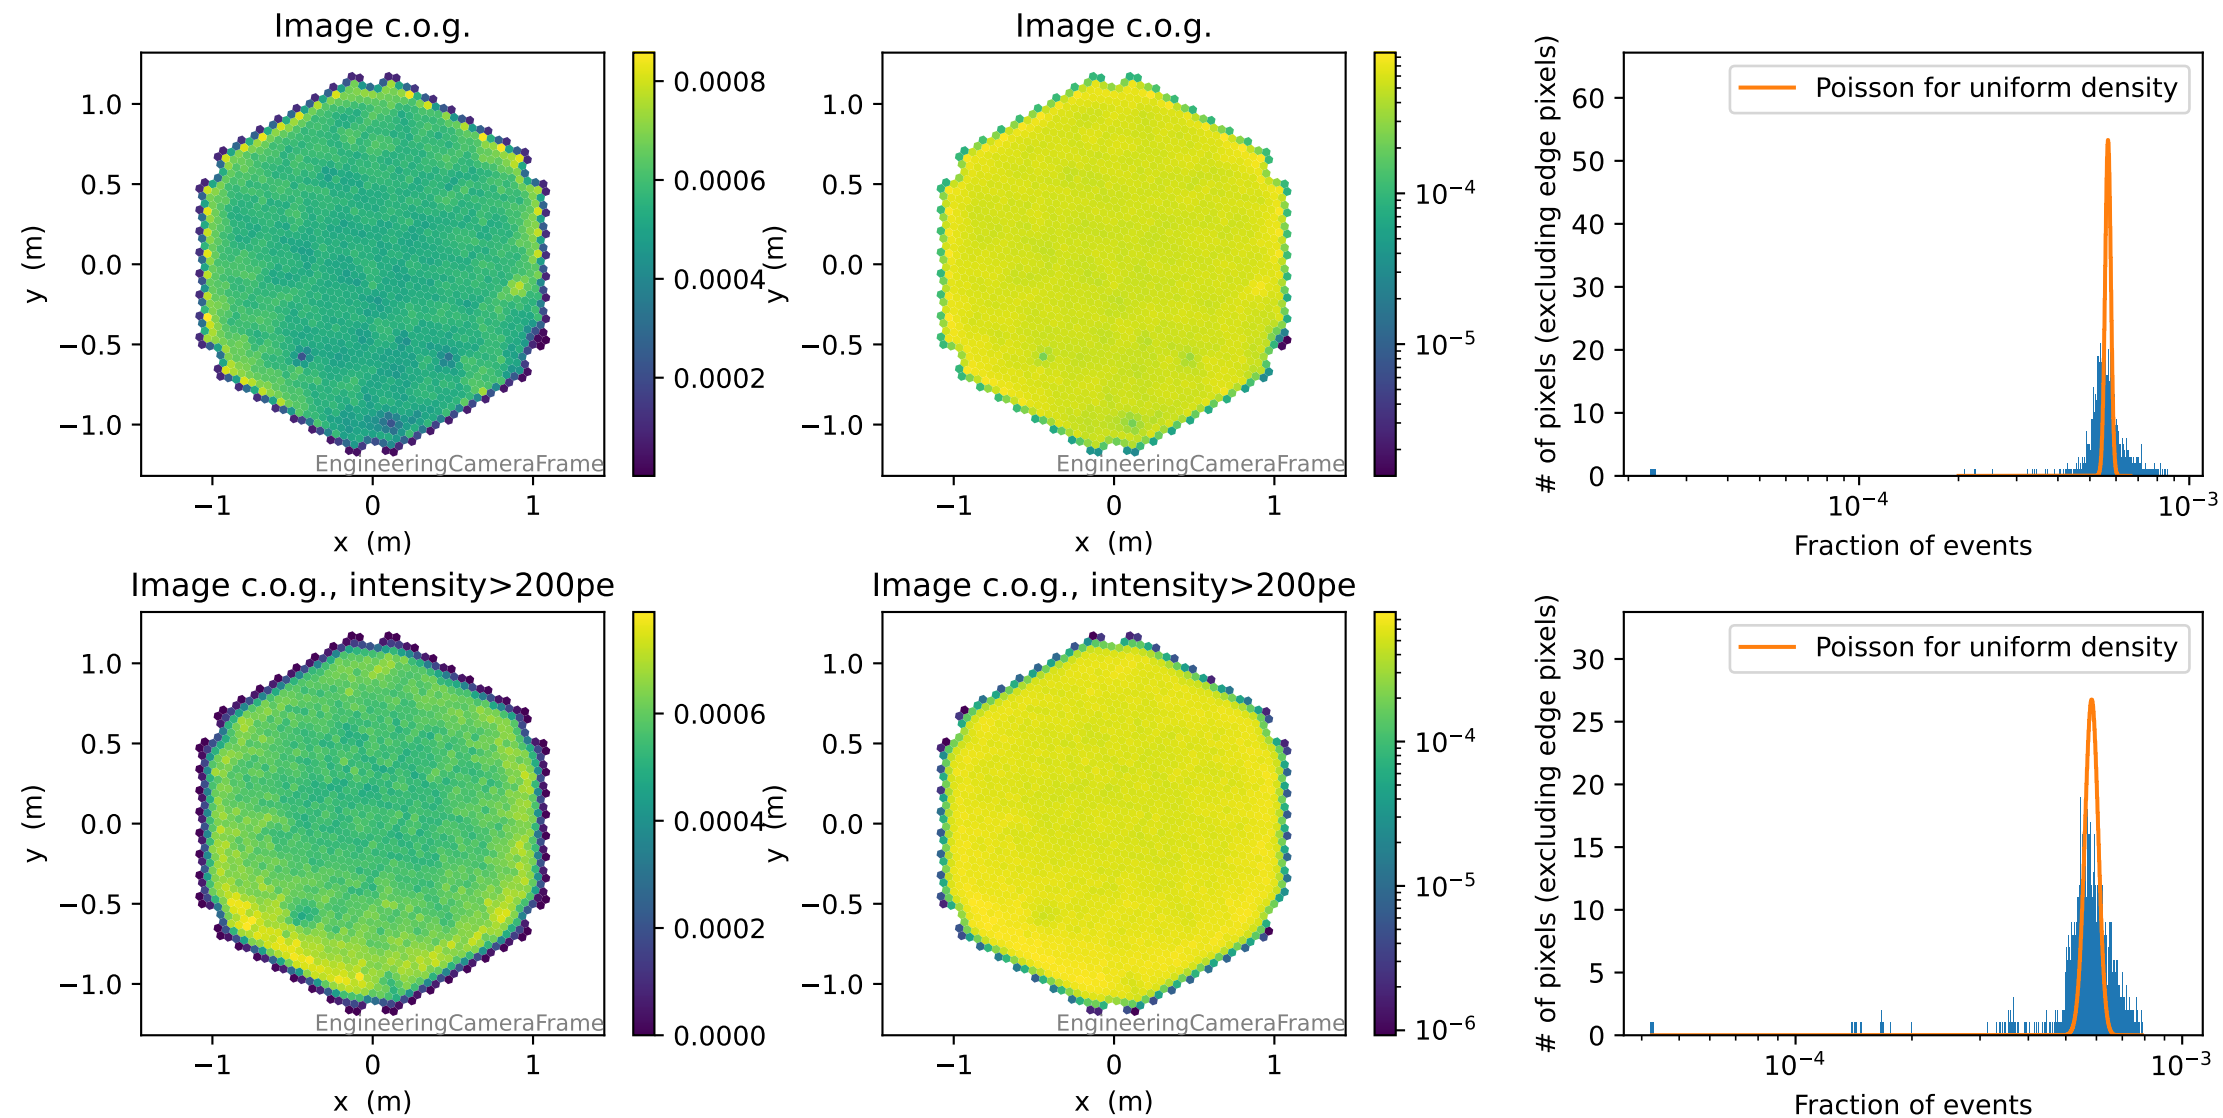 Image c.o.g.
y (m)
1.0
0.5
0.0
−0.5
−1.0
EngineeringCameraFrame
−1 0 1
x (m)
0.0008
0.0006
0.0004
0.0002
Image c.o.g.
y (m)
1.0
0.5
0.0
−0.5
−1.0
EngineeringCameraFrame
−1 0 1
x (m)
10⁻⁴
10⁻⁵
# of pixels (excluding edge pixels)
60
50
40
30
20
10
0
Poisson for uniform density
10⁻⁴ 10⁻³
Fraction of events
Image c.o.g., intensity>200pe
y (m)
1.0
0.5
0.0
−0.5
−1.0
EngineeringCameraFrame
−1 0 1
x (m)
0.0006
0.0004
0.0002
0.0000
Image c.o.g., intensity>200pe
y (m)
1.0
0.5
0.0
−0.5
−1.0
EngineeringCameraFrame
−1 0 1
x (m)
10⁻⁴
10⁻⁵
10⁻⁶
# of pixels (excluding edge pixels)
30
25
20
15
10
5
0
Poisson for uniform density
10⁻⁴ 10⁻³
Fraction of events